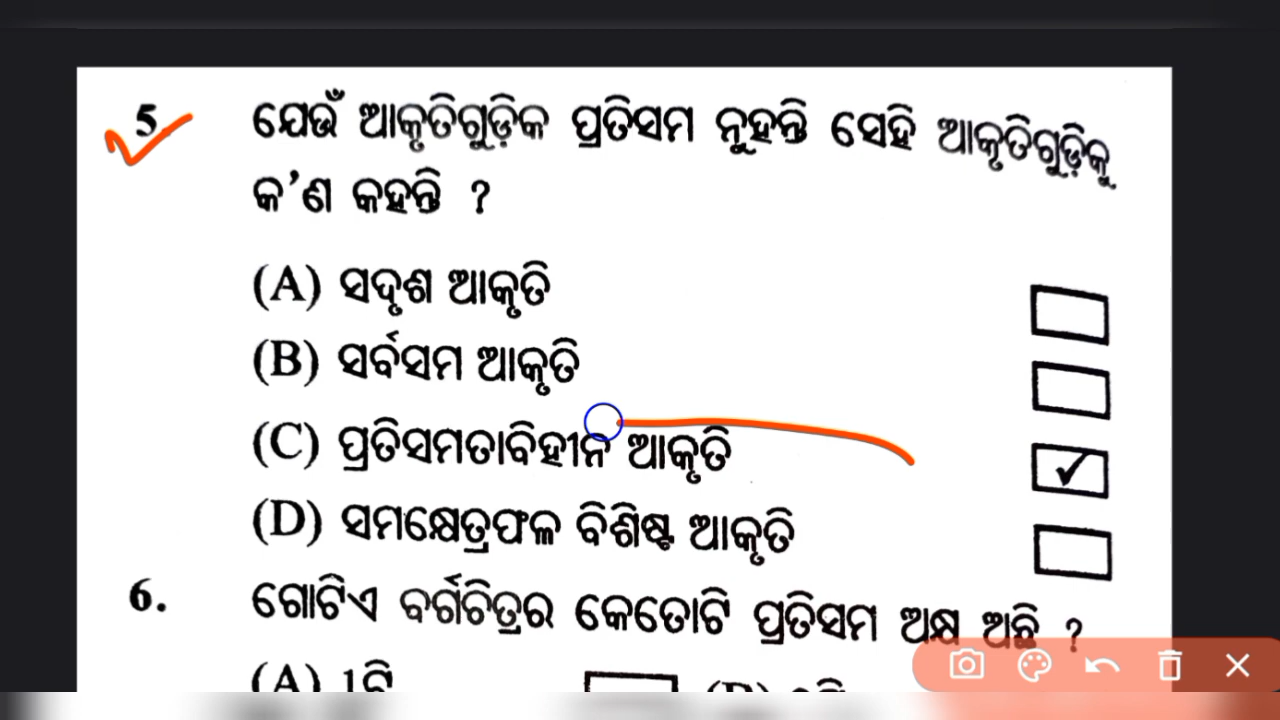 5 ଯେଉଁ ଆକୃତିଗୁଡ଼ିକ ପ୍ରତିସମ ନୁହନ୍ତି ସେହି ଆକୃତିଗୁଡ଼ିକୁ
କ'ଣ କହନ୍ତି ?
(A) ସଦୃଶ ଆକୃତି
(B) ସର୍ବସମ ଆକୃତି
(C) ପ୍ରତିସମତାବିହୀନ ଆକୃତି ✓
(D) ସମକ୍ଷେତ୍ରଫଳ ବିଶିଷ୍ଟ ଆକୃତି
6. ଗୋଟିଏ ବର୍ଗଚିତ୍ରର କେତୋଟି ପ୍ରତିସମ ଅକ୍ଷ ଅଛି ?
(A) 1ଟି